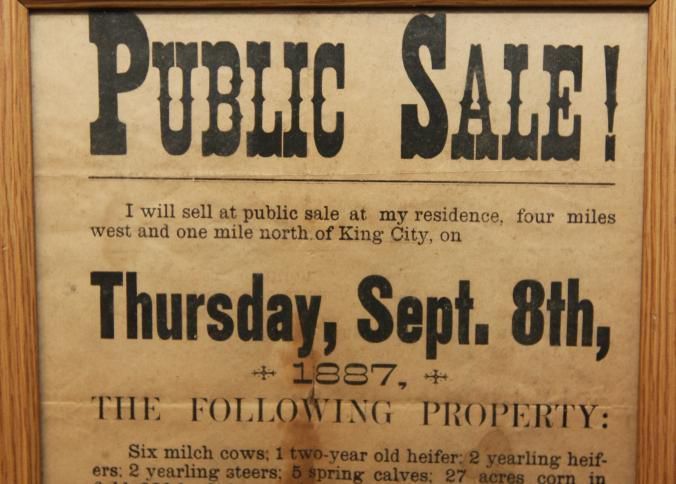 PUBLIC SALE!
I will sell at public sale at my residence, four miles
west and one mile north of King City, on
Thursday, Sept. 8th,
1887,
THE FOLLOWING PROPERTY:
Six milch cows; 1 two-year old heifer; 2 yearling heif-
ers; 2 yearling steers; 5 spring calves; 27 acres corn in